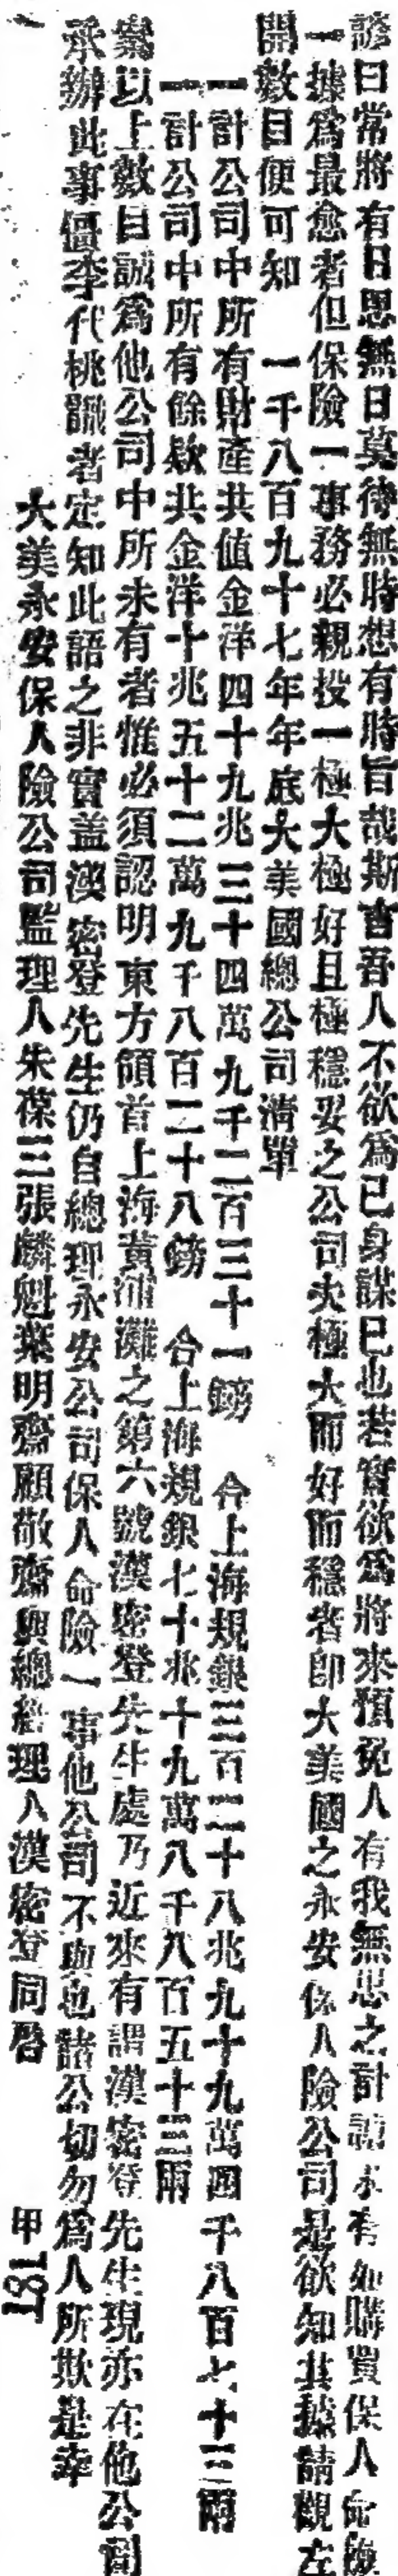 諺曰常將有日思無日莫待無時想有時旨哉斯言吾人不欲爲己身謀已也若實欲爲將來預免人有我無思之計誠未有如購買保人命險
一據爲最愈者但保險一事務必親投一極大極好且極穩妥之公司夫極大而好而穩者即大美國之永安保人險公司是欲知其據請觀左
開數目便可知 一千八百九十七年年底大美國總公司清單
一計公司中所有財產共值金洋四十九兆三十四萬九千二百三十一鎊 合上海規銀三百二十八兆九十九萬四千八百七十三兩
一計公司中所有餘欵共金洋十兆五十二萬九千八百二十八鎊 合上海規銀七十兆十九萬八千八百五十三兩
案以上數目誠爲他公司中所未有者惟必須認明東方領首上海黃浦灘之第六號漢密登先生處乃近來有謂漢密登先生現亦在他公司
承辦此事僵李代桃識者定知此語之非實盖漢密登先生仍自總理永安公司保人命險一事他公司不與也諸公切勿爲人所欺是幸
大美永安保人險公司監理人朱葆三張麟魁葉明齋顧敬齋與總經理人漢密登同啓 甲 181